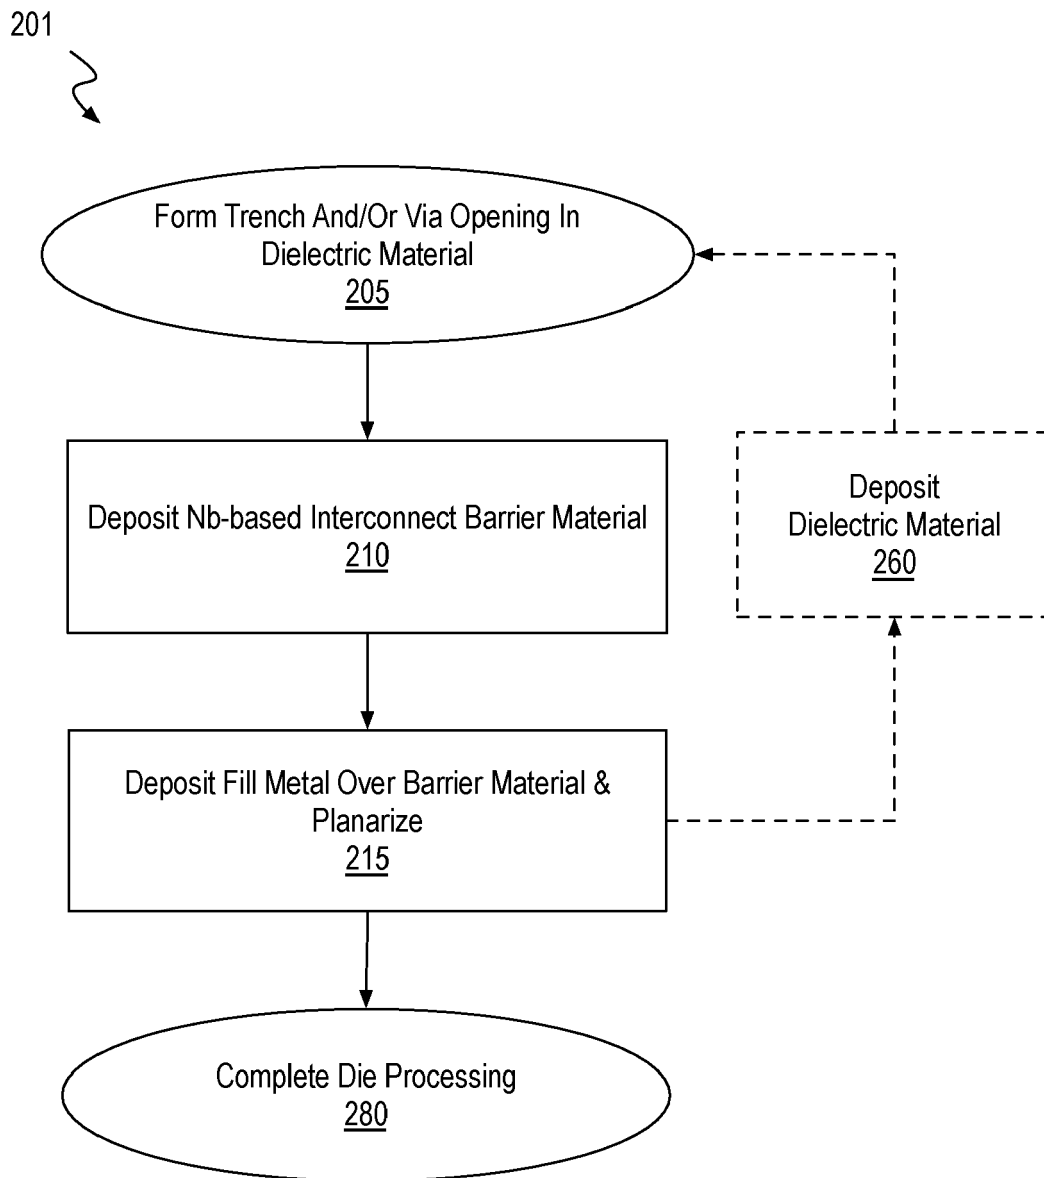 201
Form Trench And/Or Via Opening In
Dielectric Material
205
Deposit Nb-based Interconnect Barrier Material
210
Deposit
Dielectric Material
260
Deposit Fill Metal Over Barrier Material &
Planarize
215
Complete Die Processing
280